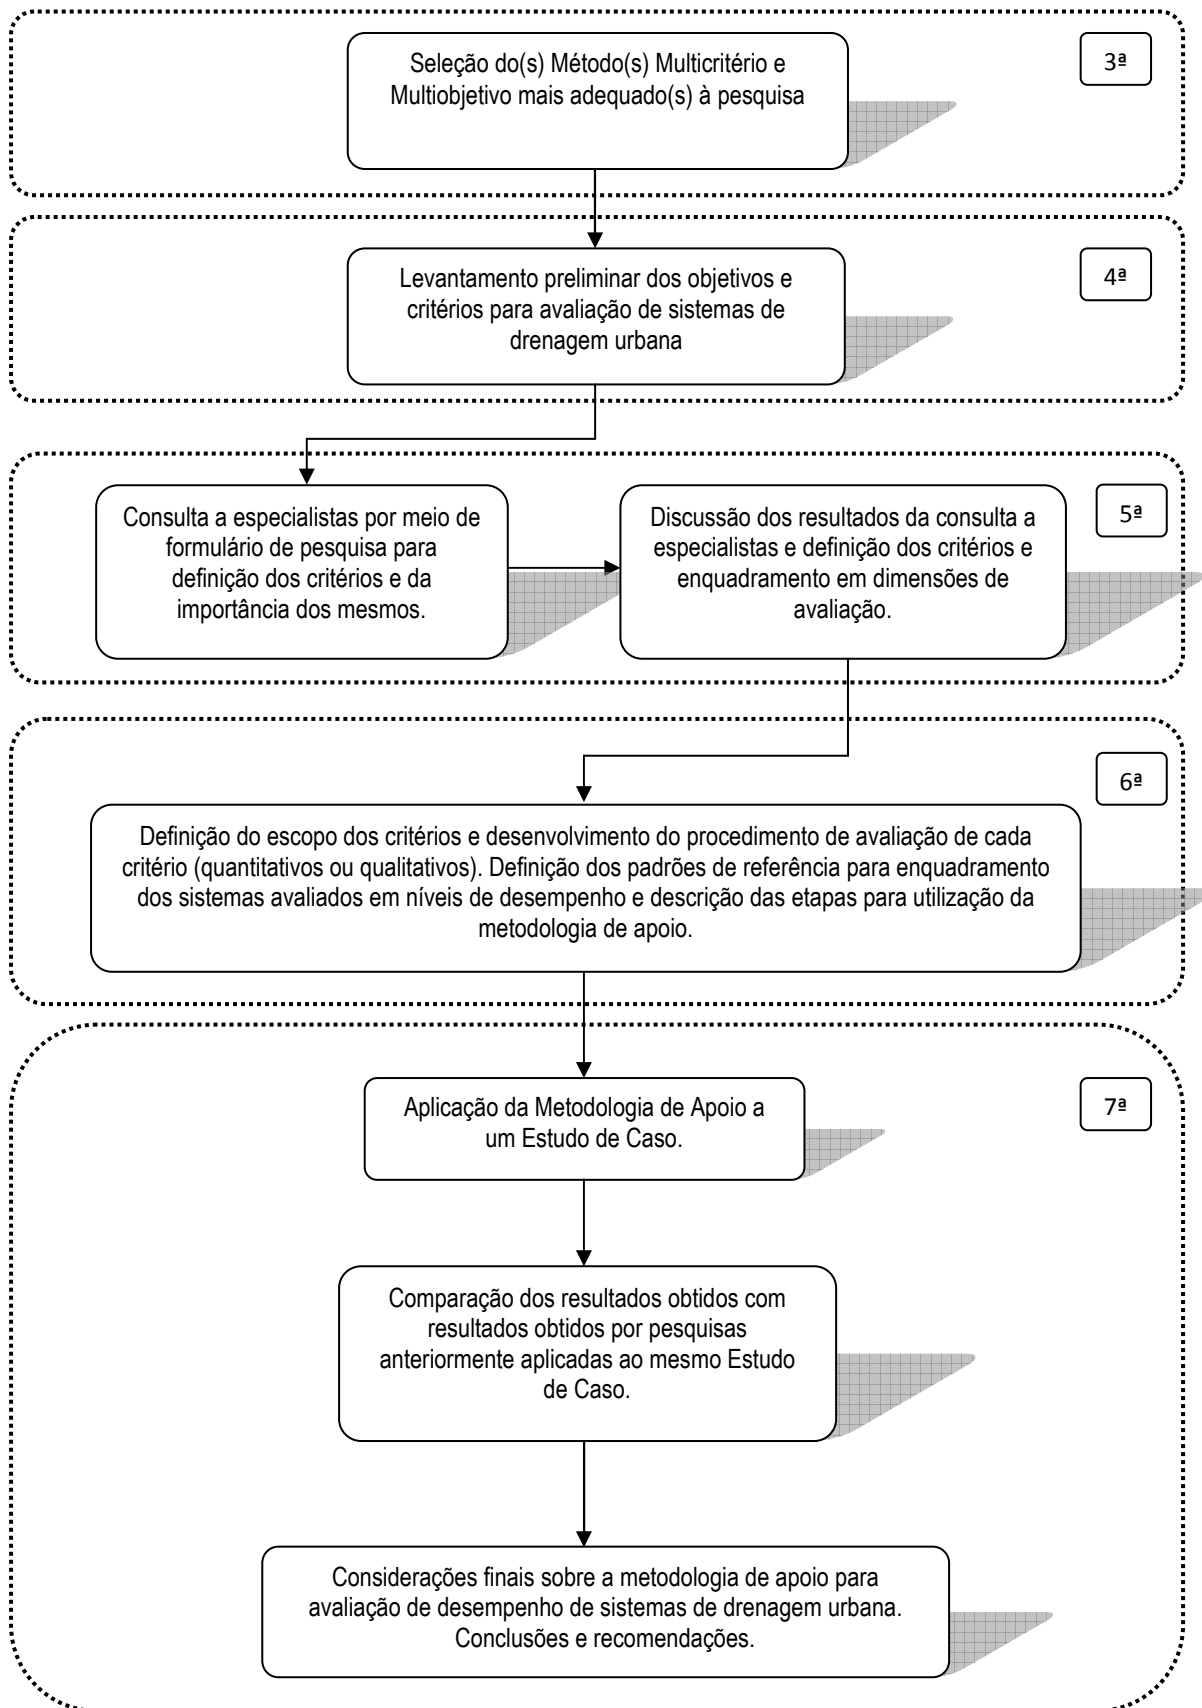 Seleção do(s) Método(s) Multicritério e
Multiobjetivo mais adequado(s) à pesquisa
3ª
Levantamento preliminar dos objetivos e
critérios para avaliação de sistemas de
drenagem urbana
4ª
Consulta a especialistas por meio de
formulário de pesquisa para
definição dos critérios e da
importância dos mesmos.
Discussão dos resultados da consulta a
especialistas e definição dos critérios e
enquadramento em dimensões de
avaliação.
5ª
6ª
Definição do escopo dos critérios e desenvolvimento do procedimento de avaliação de cada
critério (quantitativos ou qualitativos). Definição dos padrões de referência para enquadramento
dos sistemas avaliados em níveis de desempenho e descrição das etapas para utilização da
metodologia de apoio.
Aplicação da Metodologia de Apoio a
um Estudo de Caso.
7ª
Comparação dos resultados obtidos com
resultados obtidos por pesquisas
anteriormente aplicadas ao mesmo Estudo
de Caso.
Considerações finais sobre a metodologia de apoio para
avaliação de desempenho de sistemas de drenagem urbana.
Conclusões e recomendações.